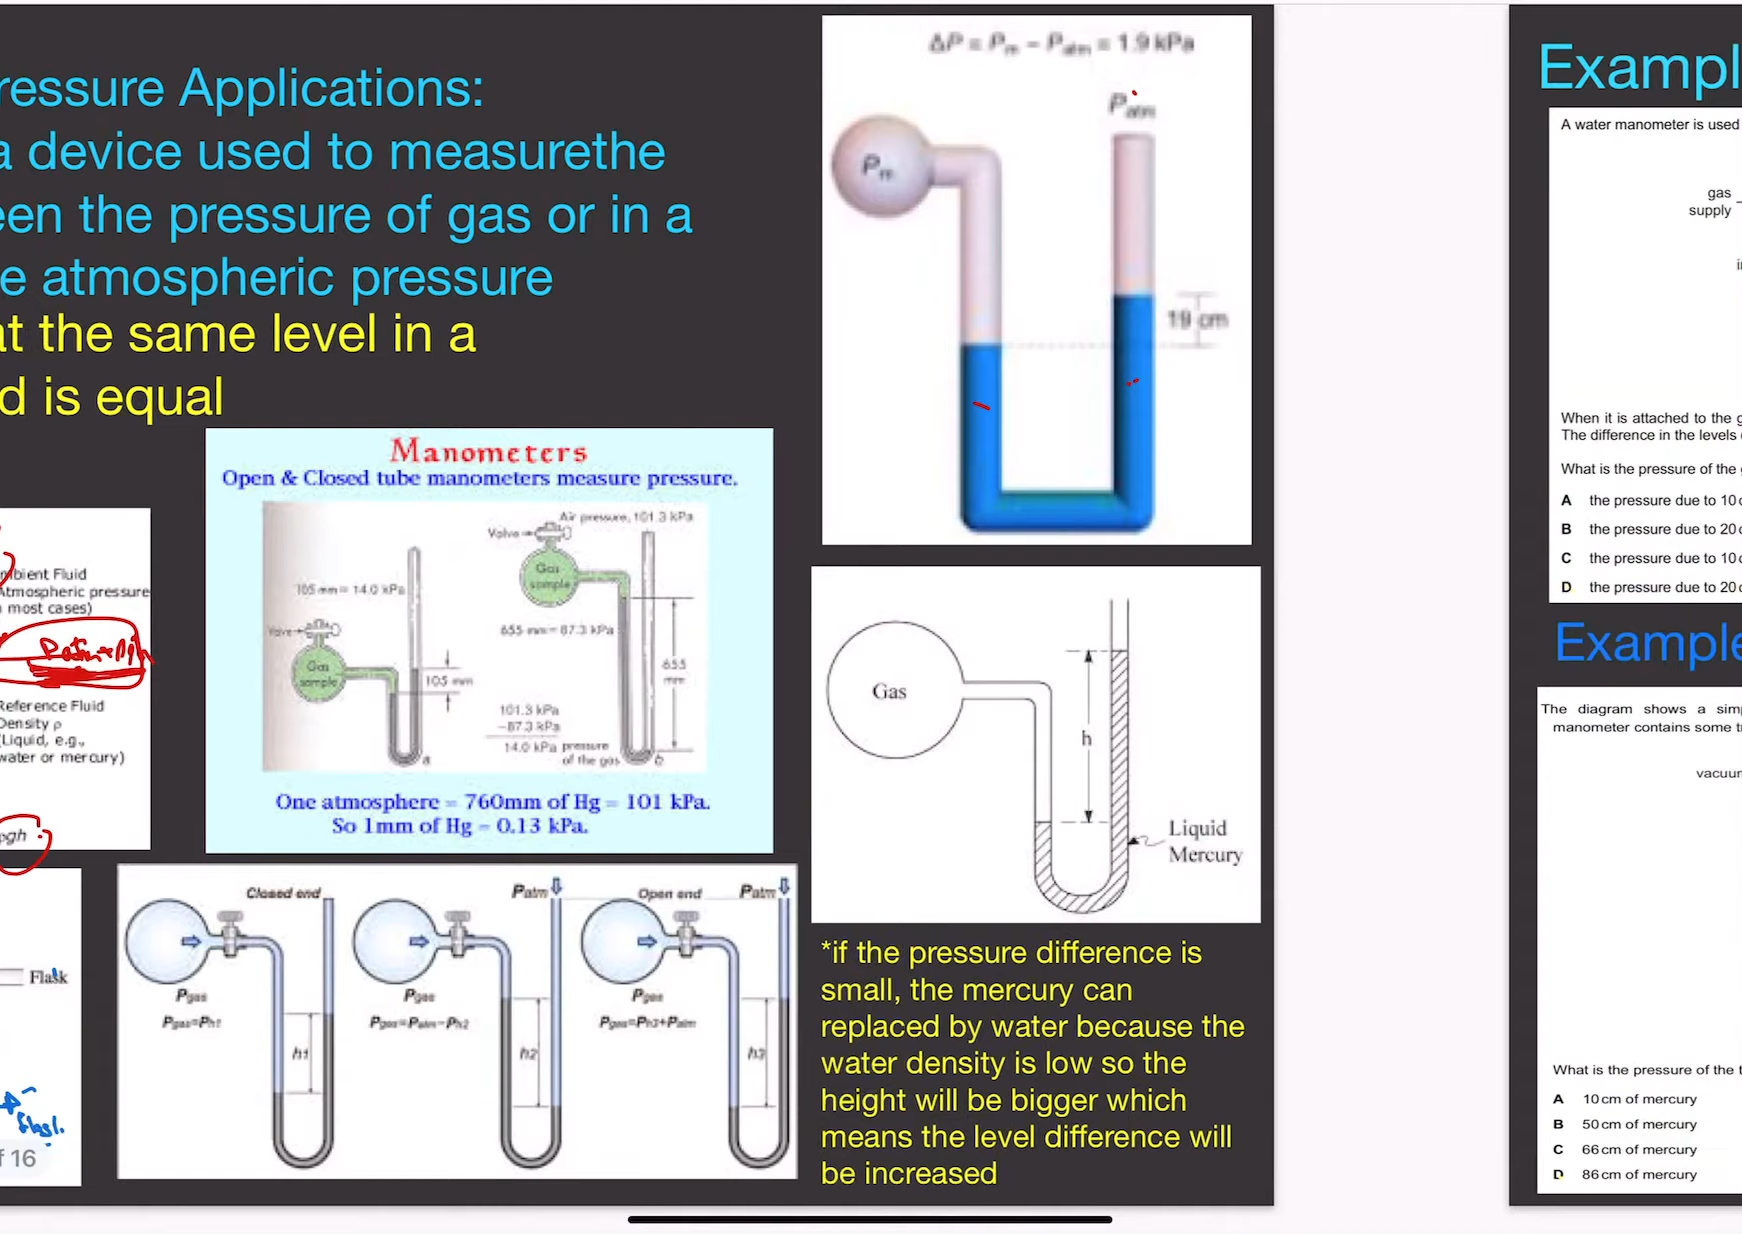 ressure Applications:
a device used to measurethe
een the pressure of gas or in a
e atmospheric pressure
at the same level in a
d is equal
ΔP = Pm − Patm = 1.9 kPa
Patm
Pm
19 cm
Manometers
Open & Closed tube manometers measure pressure.
Air pressure, 101.3 kPa
Valve
Gas sample
105 mm = 14.0 kPa
655 mm = 87.3 kPa
Valve
Gas sample
105 mm
655 mm
101.3 kPa
-87.3 kPa
14.0 kPa pressure
of the gas
a
b
One atmosphere = 760mm of Hg = 101 kPa.
So 1mm of Hg = 0.13 kPa.
mbient Fluid
Atmospheric pressure
most cases)
Reference Fluid
Density ρ
(Liquid, e.g.,
water or mercury)
ρgh
Flask
f 16
Closed end
Pgas
Pgas=Ph1
h1
Patm
Pgas
Pgas=Patm-Ph2
h2
Open end
Patm
Pgas
Pgas=Ph3+Patm
h3
Gas
h
Liquid
Mercury
*if the pressure difference is
small, the mercury can
replaced by water because the
water density is low so the
height will be bigger which
means the level difference will
be increased
Exampl
A water manometer is used
gas
supply
When it is attached to the g
The difference in the levels
What is the pressure of the
A the pressure due to 10 c
B the pressure due to 20 c
C the pressure due to 10 c
D the pressure due to 20 c
Example
The diagram shows a sim
manometer contains some t
vacuu
What is the pressure of the t
A 10 cm of mercury
B 50 cm of mercury
C 66 cm of mercury
D 86 cm of mercury